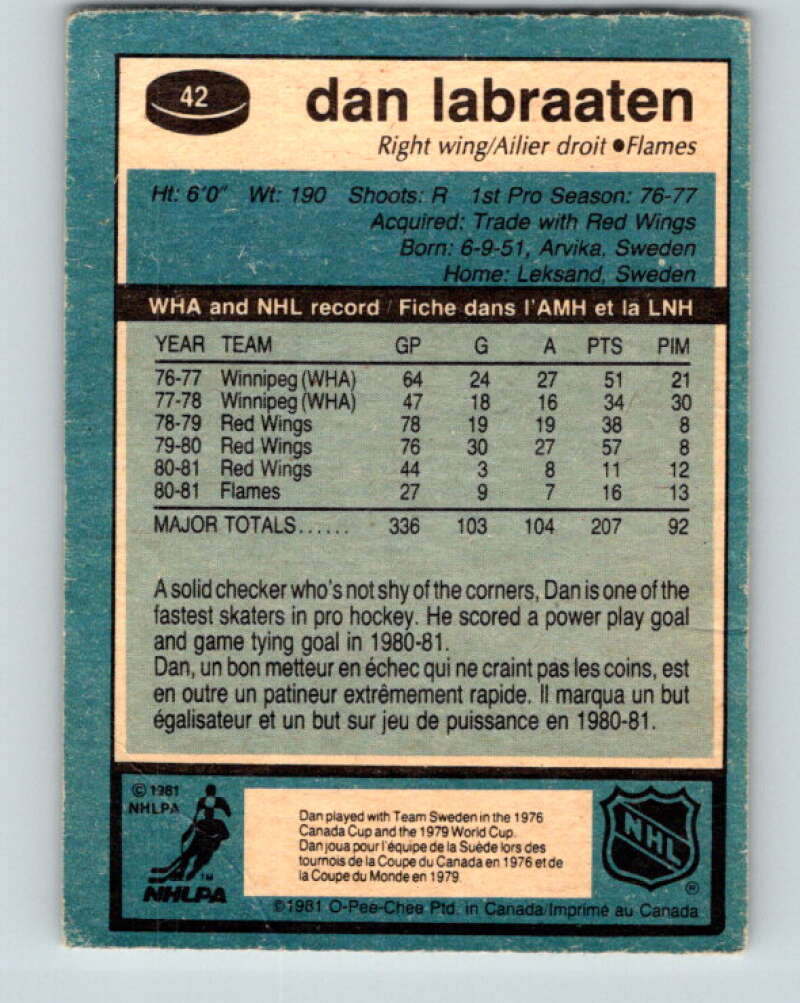 42
dan labraaten
Right wing/Ailier droit ●Flames
Ht: 6'0" Wt: 190 Shoots: R 1st Pro Season: 76-77
Acquired: Trade with Red Wings
Born: 6-9-51, Arvika, Sweden
Home: Leksand, Sweden
WHA and NHL record / Fiche dans l'AMH et la LNH
YEAR TEAM GP G A PTS PIM
76-77 Winnipeg (WHA) 64 24 27 51 21
77-78 Winnipeg (WHA) 47 18 16 34 30
78-79 Red Wings 78 19 19 38 8
79-80 Red Wings 76 30 27 57 8
80-81 Red Wings 44 3 8 11 12
80-81 Flames 27 9 7 16 13
MAJOR TOTALS...... 336 103 104 207 92
A solid checker who's not shy of the corners, Dan is one of the
fastest skaters in pro hockey. He scored a power play goal
and game tying goal in 1980-81.
Dan, un bon metteur en échec qui ne craint pas les coins, est
en outre un patineur extrêmement rapide. Il marqua un but
égalisateur et un but sur jeu de puissance en 1980-81.
© 1981
NHLPA
TM
NHLPA
Dan played with Team Sweden in the 1976
Canada Cup and the 1979 World Cup.
Dan joua pour l'équipe de la Suède lors des
tournois de la Coupe du Canada en 1976 et de
la Coupe du Monde en 1979.
NHL
®
©1981 O-Pee-Chee Ptd. in Canada/Imprimé au Canada